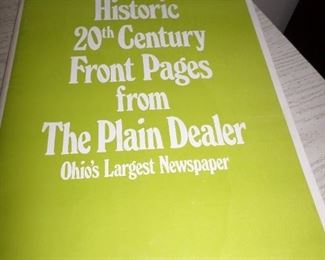 Historic
20th Century
Front Pages
from
The Plain Dealer
Ohio's Largest Newspaper